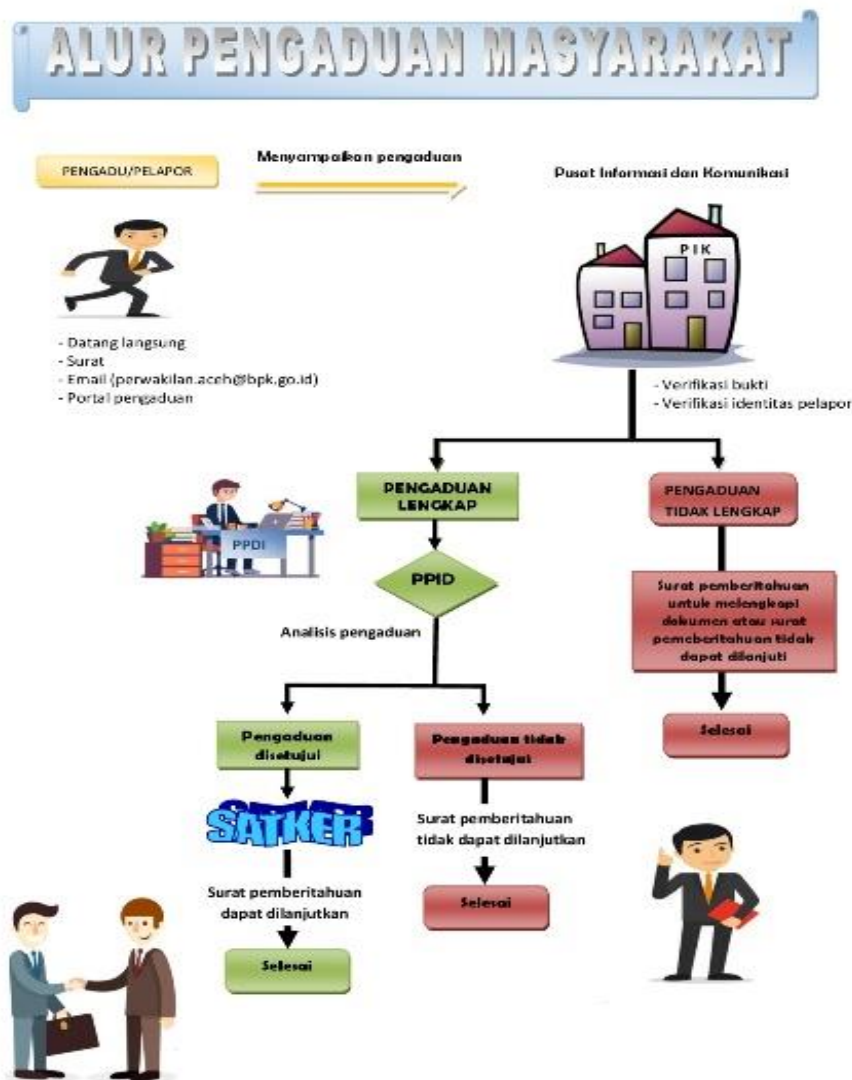 ALUR PENGADUAN MASYARAKAT
PENGADU/PELAPOR
Menyampaikan pengaduan
Pusat Informasi dan Komunikasi
PIK
- Datang langsung
- Surat
- Email (perwakilan.aceh@bpk.go.id)
- Portal pengaduan
- Verifikasi bukti
- Verifikasi identitas pelapor
PENGADUAN
LENGKAP
PENGADUAN
TIDAK LENGKAP
PPDI
PPID
Surat pemberitahuan
untuk melengkapi
dokumen atau surat
pemeberitahuan tidak
dapat dilanjuti
Analisis pengaduan
Selesai
Pengaduan
disetujui
Pengaduan tidak
disetujui
SATKER
Surat pemberitahuan
tidak dapat dilanjutkan
Surat pemberitahuan
dapat dilanjutkan
Selesai
Selesai